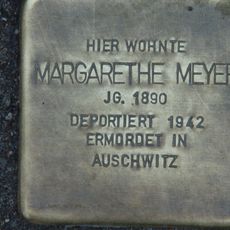 HIER WOHNTE
MARGARETHE MEYER
JG. 1890
DEPORTIERT 1942
ERMORDET IN
AUSCHWITZ